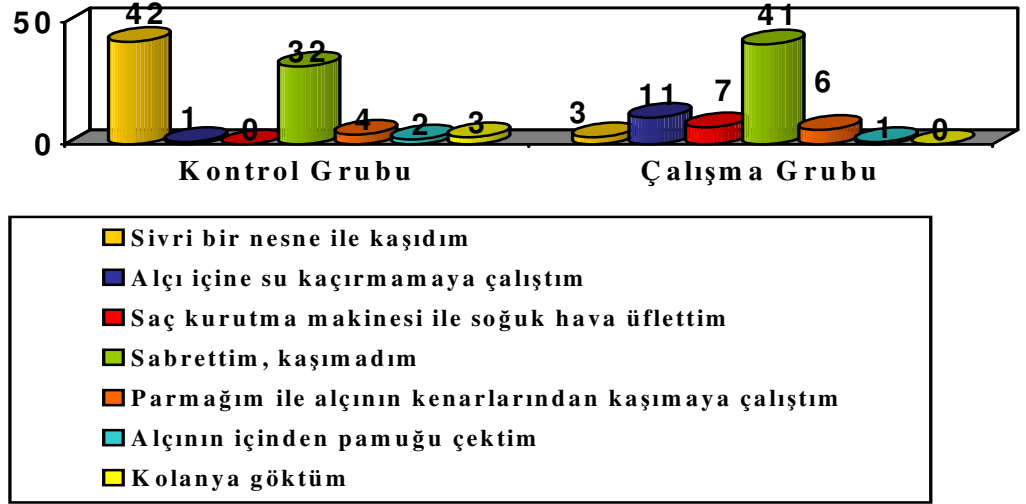 50
42 1 0 32 4 2 3 3 11 7 41 6 1 0
0
Kontrol Grubu Çalışma Grubu
Sivri bir nesne ile kaşıdım
Alçı içine su kaçırmamaya çalıştım
Saç kurutma makinesi ile soğuk hava üflettim
Sabrettim, kaşımadım
Parmağım ile alçının kenarlarından kaşımaya çalıştım
Alçının içinden pamuğu çektim
Kolanya göktüm